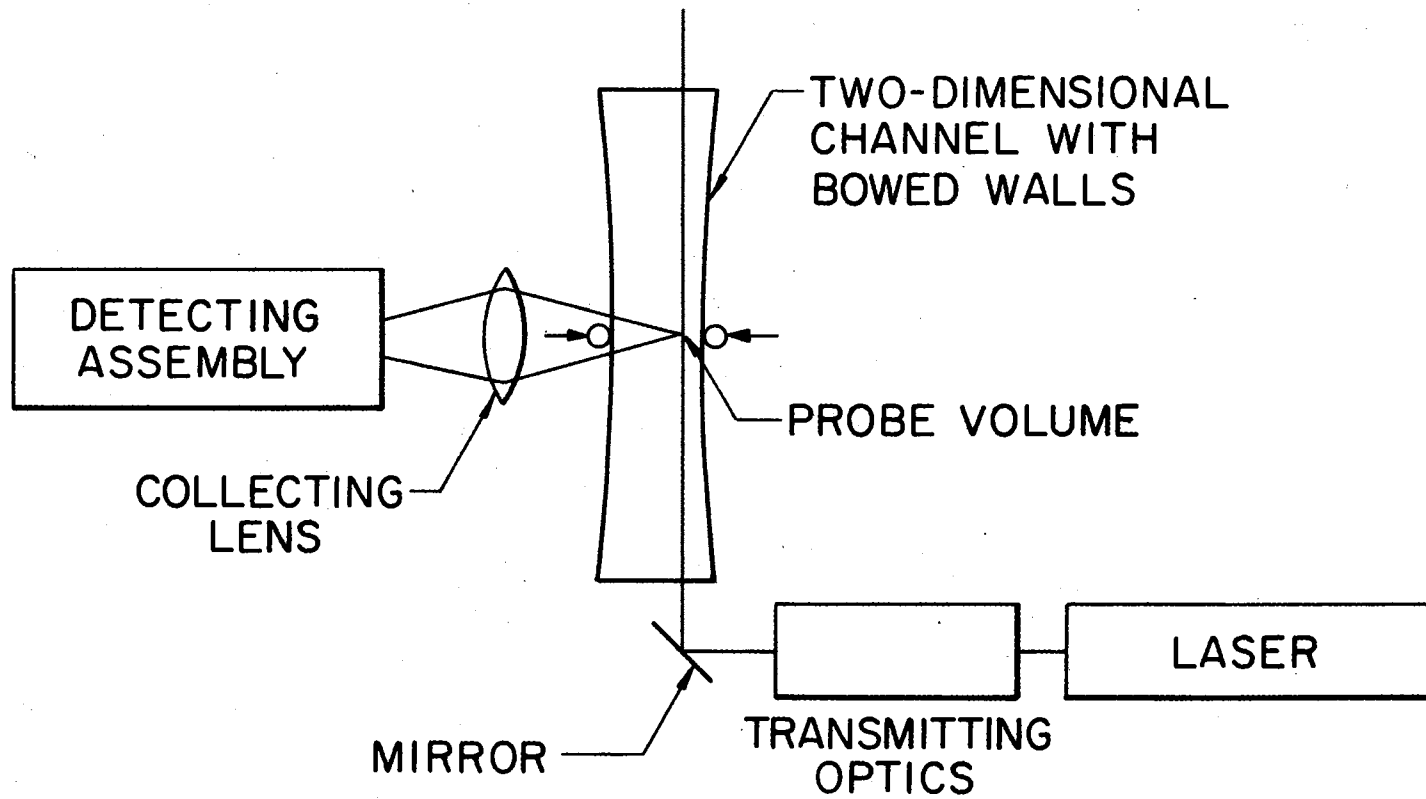 TWO-DIMENSIONAL
CHANNEL WITH
BOWED WALLS
DETECTING
ASSEMBLY
PROBE VOLUME
COLLECTING
LENS
LASER
MIRROR
TRANSMITTING
OPTICS